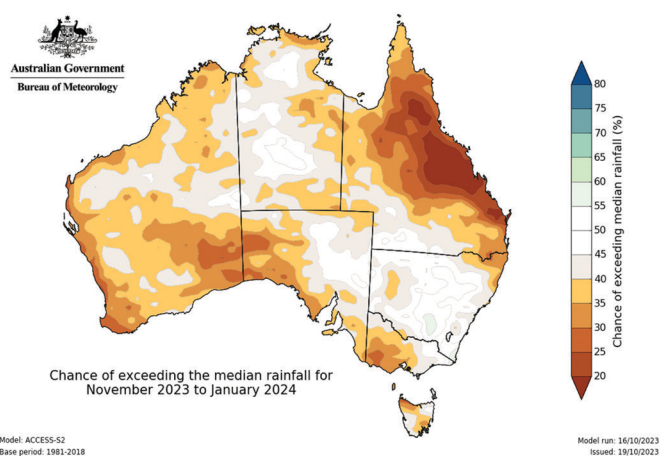 Australian Government
Bureau of Meteorology
80
75
70
65
60
55
50
45
40
35
30
25
20
Chance of exceeding median rainfall (%)
Chance of exceeding the median rainfall for
November 2023 to January 2024
Model: ACCESS-S2
Base period: 1981-2018
Model run: 16/10/2023
Issued: 19/10/2023